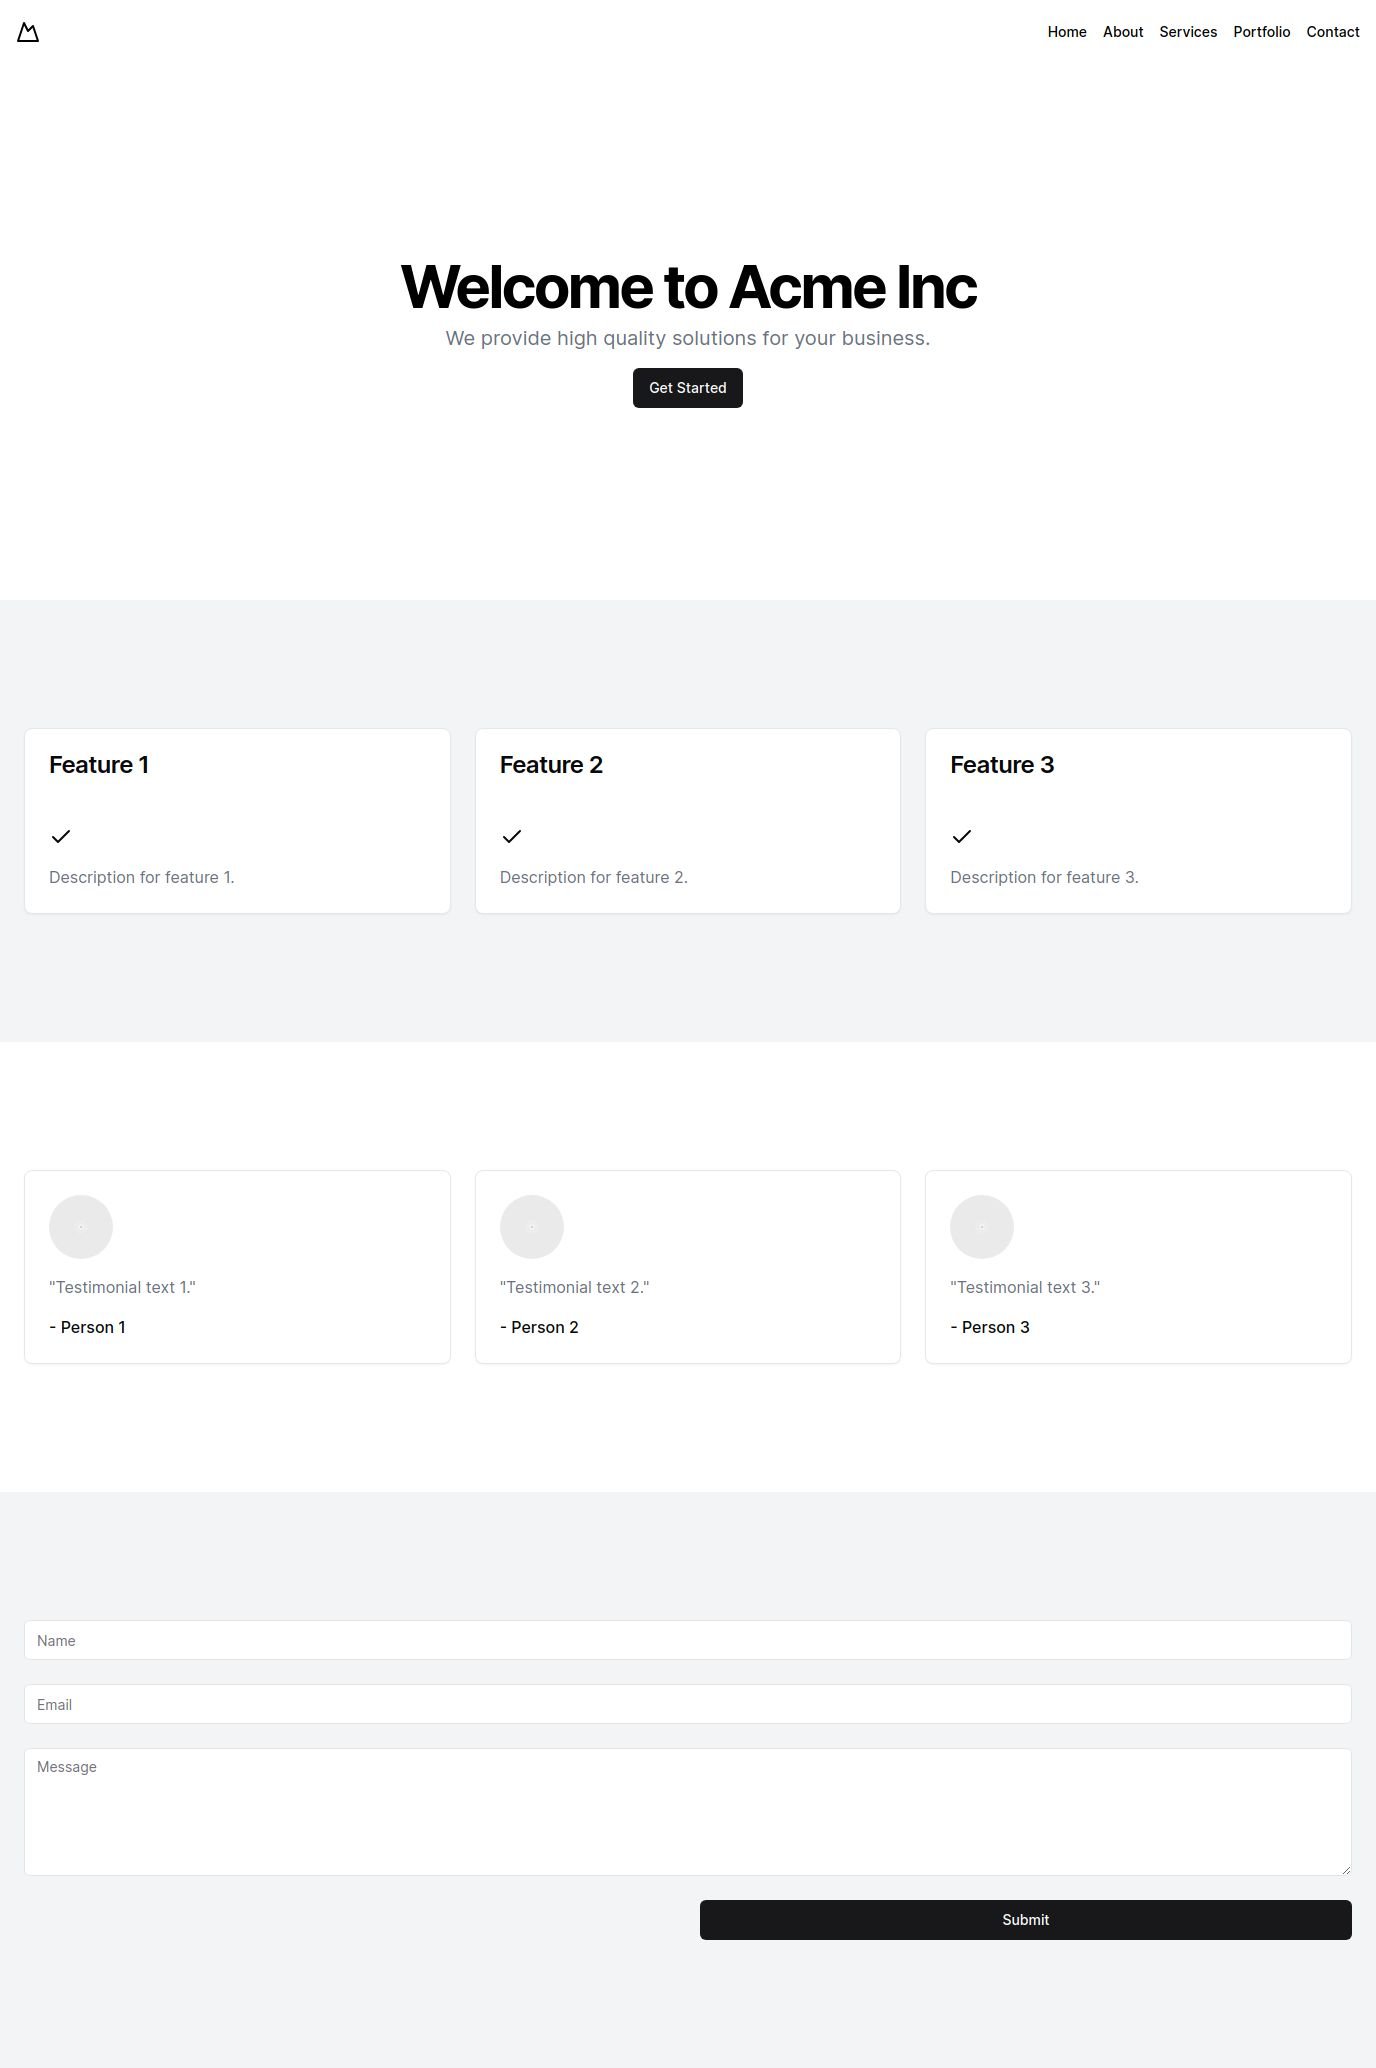 Home About Services Portfolio Contact
Welcome to Acme Inc
We provide high quality solutions for your business.
Get Started
Feature 1
Description for feature 1.
Feature 2
Description for feature 2.
Feature 3
Description for feature 3.
"Testimonial text 1."
- Person 1
"Testimonial text 2."
- Person 2
"Testimonial text 3."
- Person 3
Name
Email
Message
Submit